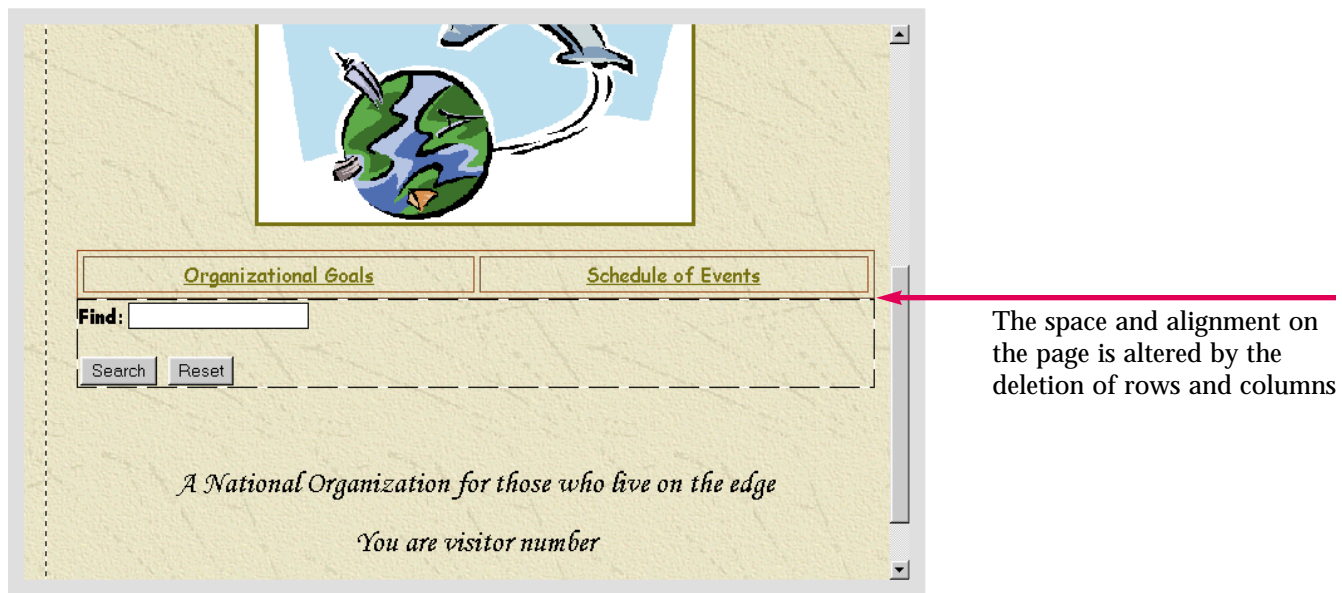 Organizational Goals Schedule of Events
Find:
Search Reset
The space and alignment on
the page is altered by the
deletion of rows and columns
A National Organization for those who live on the edge
You are visitor number